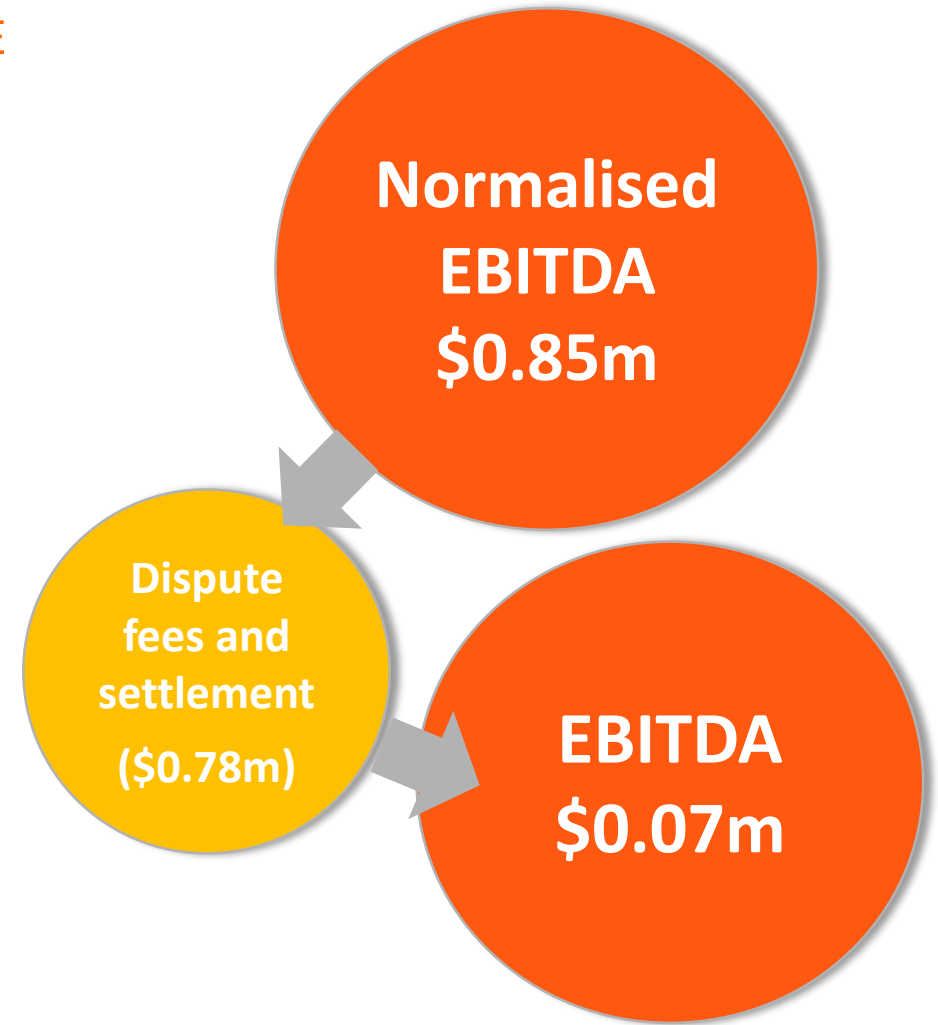 E
Normalised
EBITDA
$0.85m
Dispute
fees and
settlement
($0.78m)
EBITDA
$0.07m